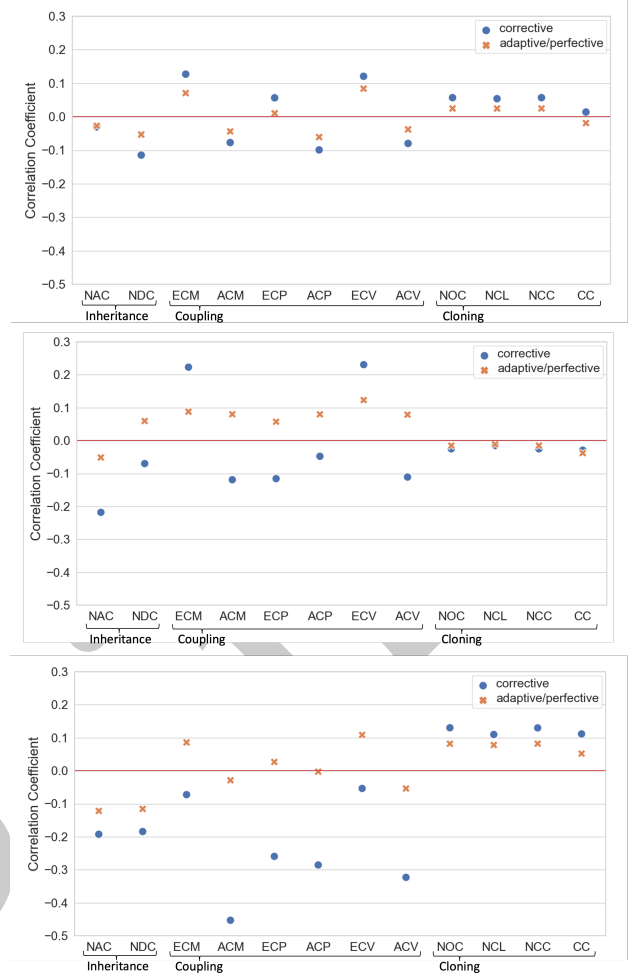 0.3
corrective
adaptive/perfective
0.2
0.1
0.0
−0.1
−0.2
−0.3
−0.4
−0.5
Correlation Coefficient
NAC NDC ECM ACM ECP ACP ECV ACV NOC NCL NCC CC
Inheritance Coupling Cloning
0.3
corrective
adaptive/perfective
0.2
0.1
0.0
−0.1
−0.2
−0.3
−0.4
−0.5
Correlation Coefficient
NAC NDC ECM ACM ECP ACP ECV ACV NOC NCL NCC CC
Inheritance Coupling Cloning
0.3
corrective
adaptive/perfective
0.2
0.1
0.0
−0.1
−0.2
−0.3
−0.4
−0.5
Correlation Coefficient
NAC NDC ECM ACM ECP ACP ECV ACV NOC NCL NCC CC
Inheritance Coupling Cloning